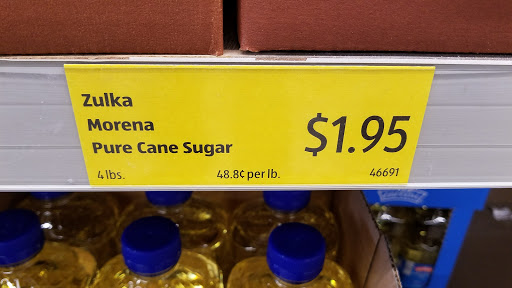 Zulka
Morena
Pure Cane Sugar
$1.95
4 lbs.
48.8¢ per lb.
46691